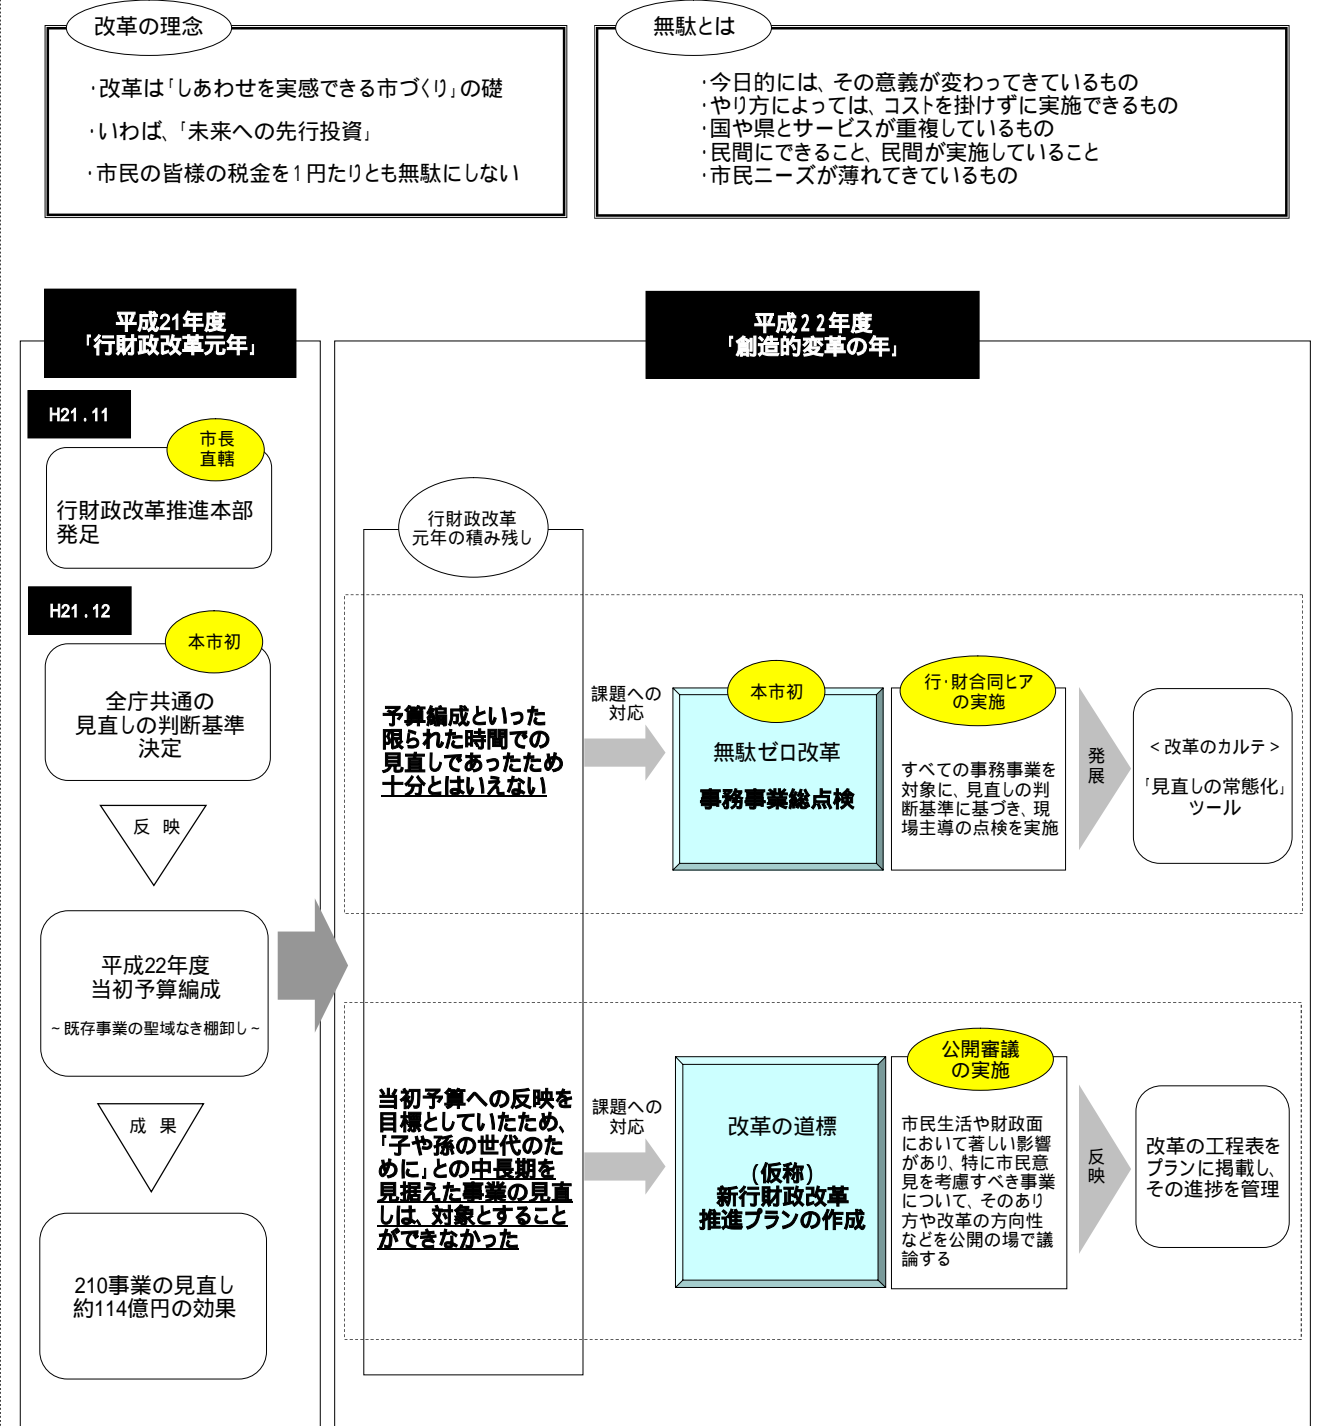 改革の理念
・改革は「しあわせを実感できる市づくり」の礎
・いわば、「未来への先行投資」
・市民の皆様の税金を1円たりとも無駄にしない
無駄とは
・今日的には、その意義が変わってきているもの
・やり方によっては、コストを掛けずに実施できるもの
・国や県とサービスが重複しているもの
・民間にできること、民間が実施していること
・市民ニーズが薄れてきているもの
平成21年度
「行財政改革元年」
H21.11
市長
直轄
行財政改革推進本部
発足
H21.12
本市初
全庁共通の
見直しの判断基準
決定
反 映
平成22年度
当初予算編成
~既存事業の聖域なき棚卸し~
成 果
210事業の見直し
約114億円の効果
平成22年度
「創造的変革の年」
行財政改革
元年の積み残し
予算編成といった
限られた時間での
見直しであったため
十分とはいえない
課題への
対応
本市初
無駄ゼロ改革
事務事業総点検
行・財合同ヒア
の実施
すべての事務事業を
対象に、見直しの判
断基準に基づき、現
場主導の点検を実施
発
展
<改革のカルテ>
「見直しの常態化」
ツール
当初予算への反映を
目標としていたため、
「子や孫の世代のた
めに」との中長期を
見据えた事業の見直
しは、対象とすること
ができなかった
課題への
対応
改革の道標
(仮称)
新行財政改革
推進プランの作成
公開審議
の実施
市民生活や財政面
において著しい影響
があり、特に市民意
見を考慮すべき事業
について、そのあり
方や改革の方向性
などを公開の場で議
論する
反
映
改革の工程表を
プランに掲載し、
その進捗を管理